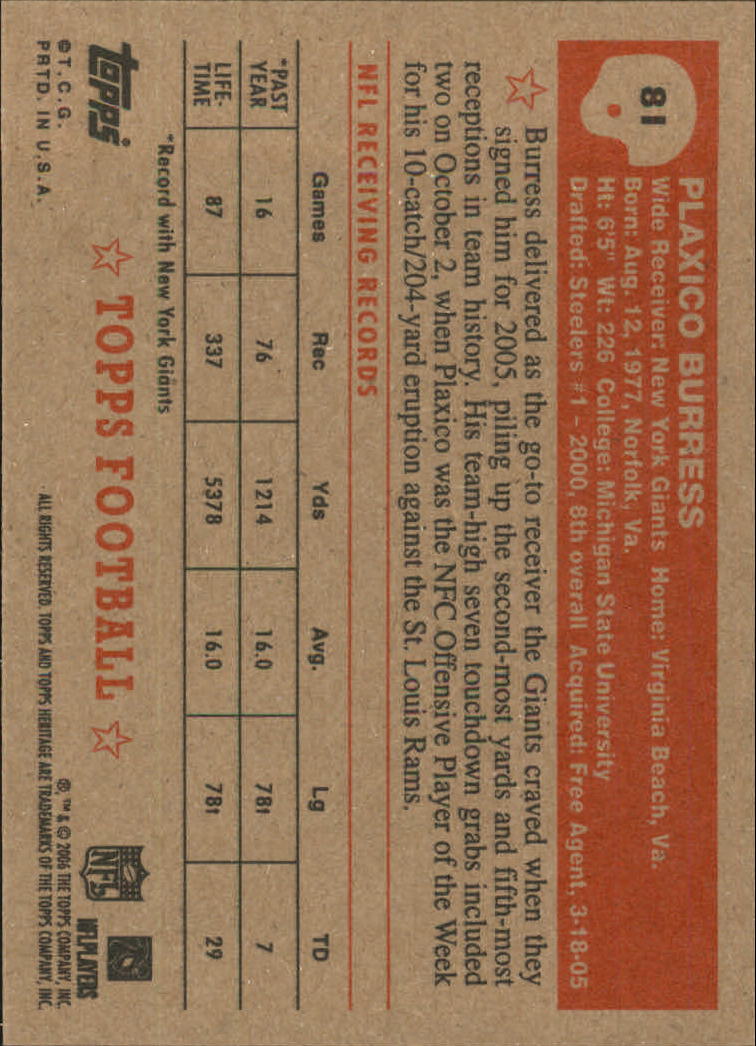 81
PLAXICO BURRESS
Wide Receiver: New York Giants Home: Virginia Beach, Va.
Born: Aug. 12, 1977, Norfolk, Va.
Ht: 6'5" Wt: 226 College: Michigan State University
Drafted: Steelers #1 - 2000, 8th overall Acquired: Free Agent, 3-18-05
Burress delivered as the go-to receiver the Giants craved when they
signed him for 2005, piling up the second-most yards and fifth-most
receptions in team history. His team-high seven touchdown grabs included
two on October 2, when Plaxico was the NFC Offensive Player of the Week
for his 10-catch/204-yard eruption against the St. Louis Rams.
NFL RECEIVING RECORDS
Games Rec Yds Avg. Lg TD
*PAST YEAR 16 76 1214 16.0 78t 7
LIFE-TIME 87 337 5378 16.0 78t 29
*Record with New York Giants
topps
© T.C.G.
PRTD. IN U.S.A.
TOPPS FOOTBALL
NFL
NFLPLAYERS
®, ™ & © 2006 THE TOPPS COMPANY, INC.
ALL RIGHTS RESERVED. TOPPS AND TOPPS HERITAGE ARE TRADEMARKS OF THE TOPPS COMPANY, INC.